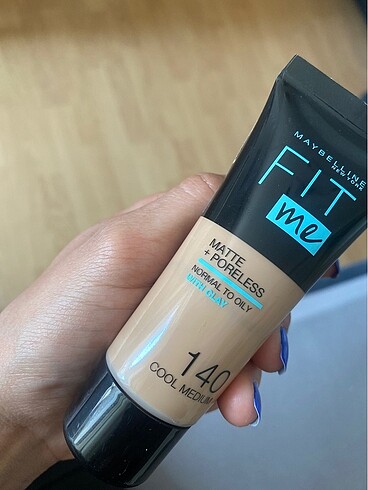 MAYBELLINE
NEW YORK
FIT
me
MATTE
+ PORELESS
NORMAL TO OILY
WITH CLAY
140
COOL MEDIUM